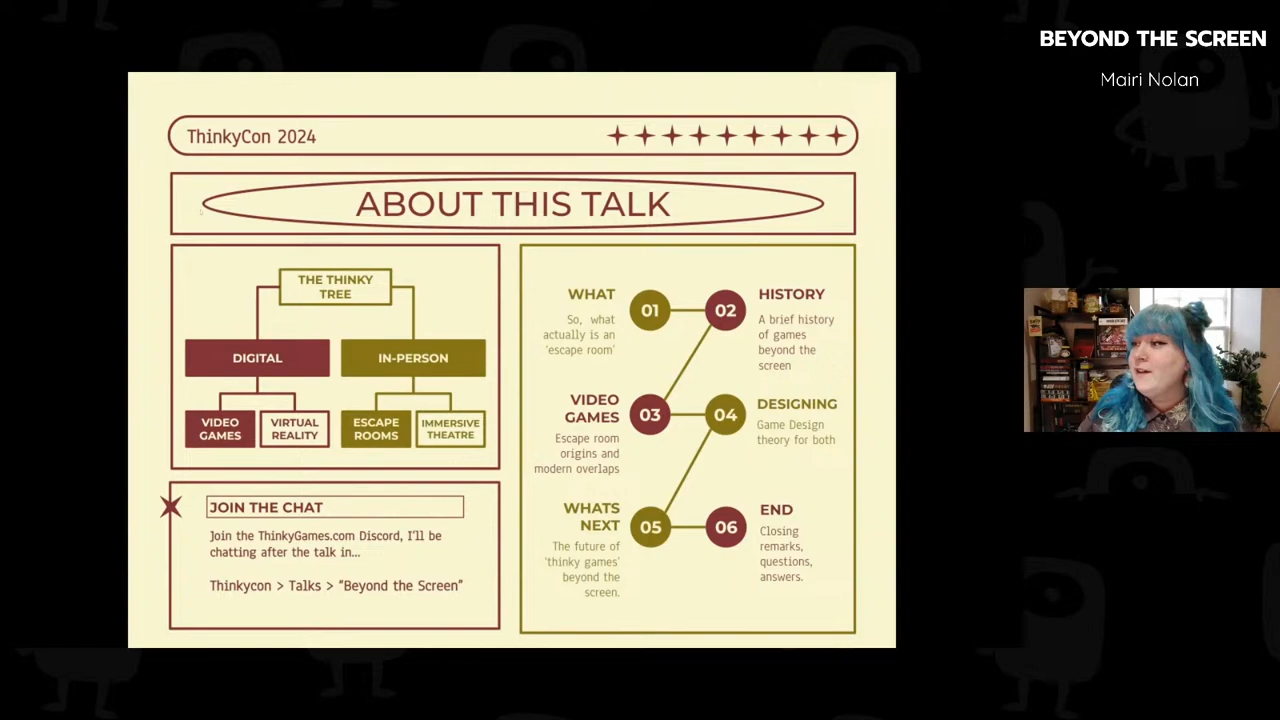 BEYOND THE SCREEN
Mairi Nolan
ThinkyCon 2024
ABOUT THIS TALK
THE THINKY
TREE
DIGITAL
IN-PERSON
VIDEO
GAMES
VIRTUAL
REALITY
ESCAPE
ROOMS
IMMERSIVE
THEATRE
JOIN THE CHAT
Join the ThinkyGames.com Discord, I'll be
chatting after the talk in...
Thinkycon > Talks > “Beyond the Screen”
WHAT
So, what
actually is an
'escape room'
01
02
HISTORY
A brief history
of games
beyond the
screen
VIDEO
GAMES
Escape room
origins and
modern overlaps
03
04
DESIGNING
Game Design
theory for both
WHATS
NEXT
The future of
'thinky games'
beyond the
screen.
05
06
END
Closing
remarks,
questions,
answers.